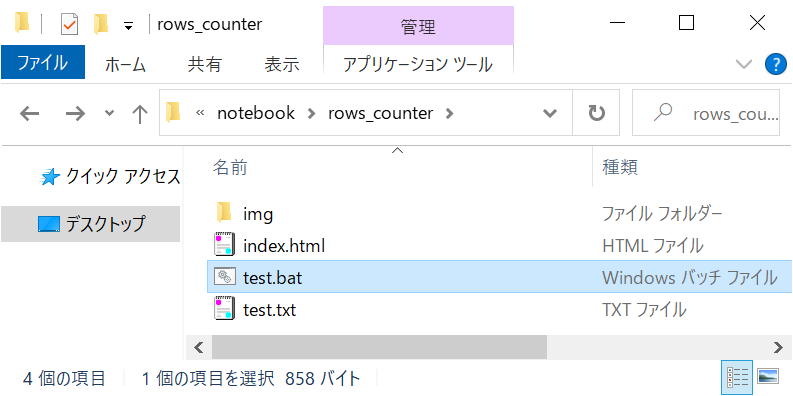 rows_counter
管理
ファイル ホーム 共有 表示 アプリケーション ツール ?
« notebook rows_counter rows_cou...
クイック アクセス
デスクトップ
名前 種類
img ファイル フォルダー
index.html HTML ファイル
test.bat Windows バッチ ファイル
test.txt TXT ファイル
4 個の項目 1 個の項目を選択 858 バイト